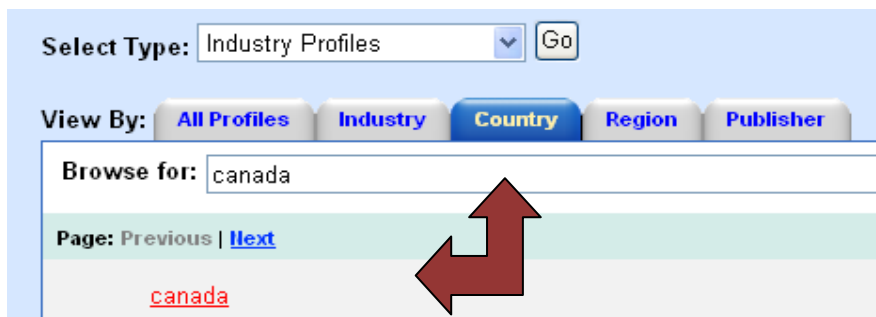 Select Type: Industry Profiles Go
View By: All Profiles Industry Country Region Publisher
Browse for: canada
Page: Previous | Next
canada